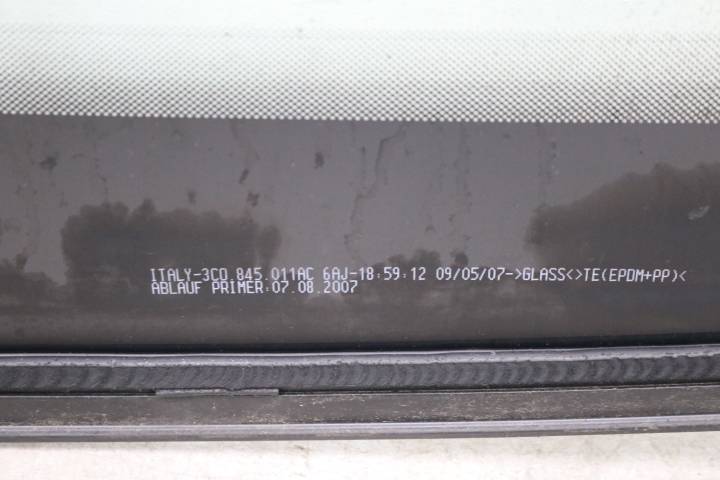 ITALY-3C0.845.011AC 6AJ-18:59:12 09/05/07->GLASS<>TE(EPDM+PP)<
ABLAUF PRIMER:07.08.2007